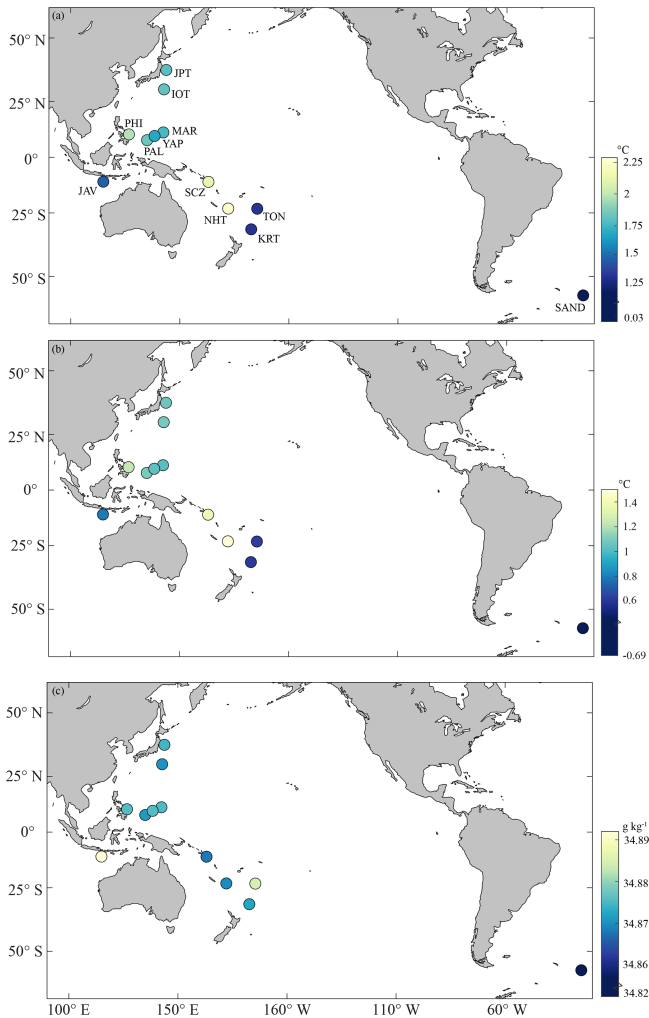 (a)
50° N
25° N
0°
25° S
50° S
JPT
IOT
PHI
MAR
YAP
PAL
JAV
SCZ
NHT
TON
KRT
SAND
°C
2.25
2
1.75
1.5
1.25
0.03
(b)
50° N
25° N
0°
25° S
50° S
°C
1.4
1.2
1
0.8
0.6
-0.69
(c)
50° N
25° N
0°
25° S
50° S
g kg-1
34.89
34.88
34.87
34.86
34.82
100° E
150° E
160° W
110° W
60° W